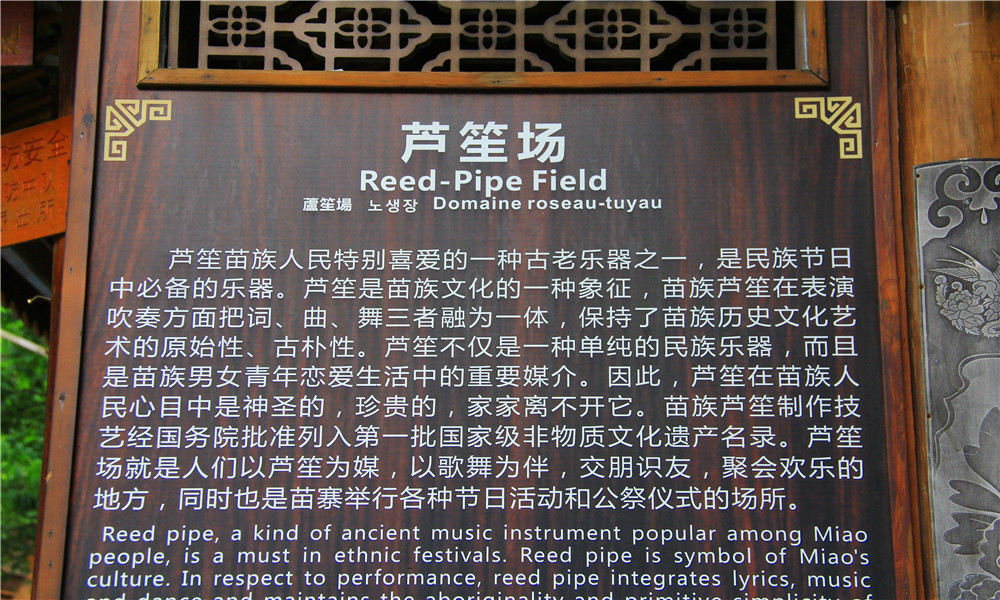 芦笙场
Reed-Pipe Field
蘆笙場 노생장 Domaine roseau-tuyau
芦笙苗族人民特别喜爱的一种古老乐器之一，是民族节日
中必备的乐器。芦笙是苗族文化的一种象征，苗族芦笙在表演
吹奏方面把词、曲、舞三者融为一体，保持了苗族历史文化艺
术的原始性、古朴性。芦笙不仅是一种单纯的民族乐器，而且
是苗族男女青年恋爱生活中的重要媒介。因此，芦笙在苗族人
民心目中是神圣的，珍贵的，家家离不开它。苗族芦笙制作技
艺经国务院批准列入第一批国家级非物质文化遗产名录。芦笙
场就是人们以芦笙为媒，以歌舞为伴，交朋识友，聚会欢乐的
地方，同时也是苗寨举行各种节日活动和公祭仪式的场所。
Reed pipe, a kind of ancient music instrument popular among Miao
people, is a must in ethnic festivals. Reed pipe is symbol of Miao's
culture. In respect to performance, reed pipe integrates lyrics, music
and dance and maintains the aboriginality and primitive simplicity of
安全